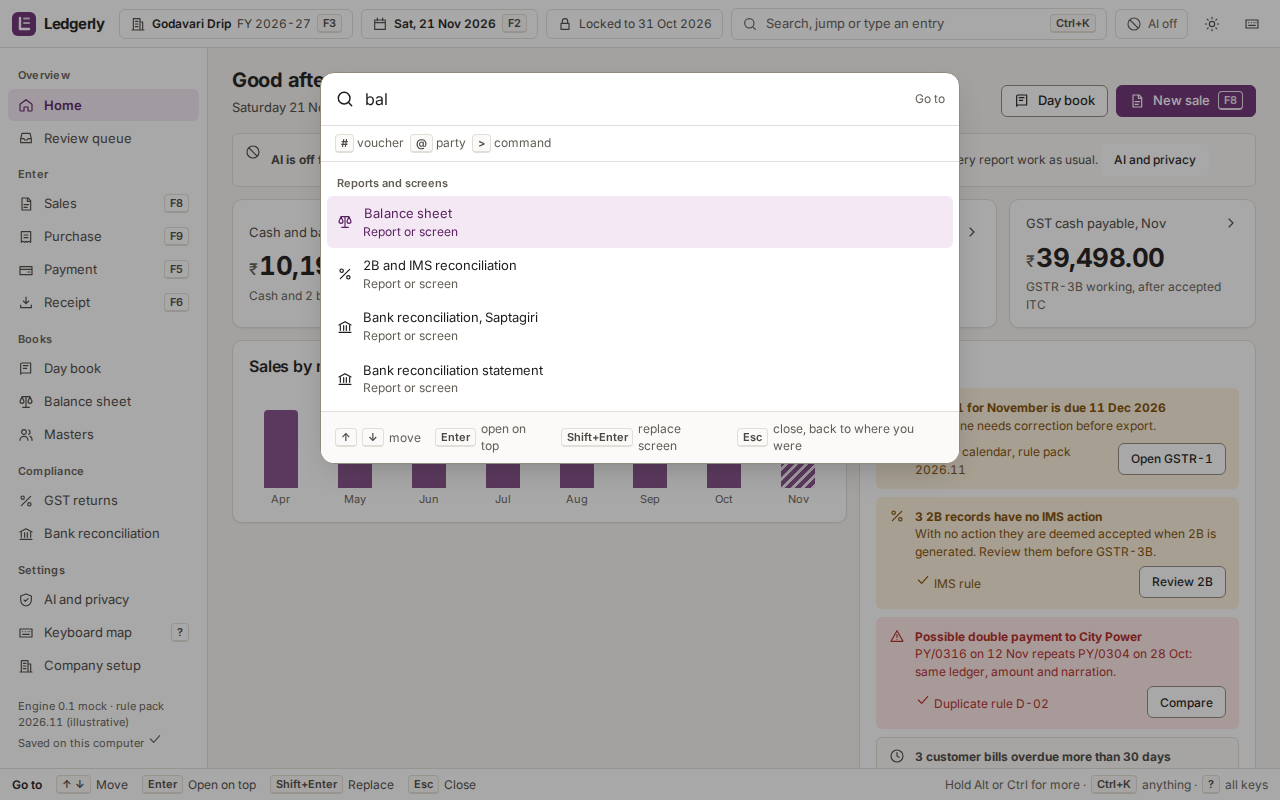 Ledgerly
Godavari Drip FY 2026-27 F3
Sat, 21 Nov 2026 F2
Locked to 31 Oct 2026
Search, jump or type an entry Ctrl+K
AI off
Overview
Home
Review queue
Enter
Sales F8
Purchase F9
Payment F5
Receipt F6
Books
Day book
Balance sheet
Masters
Compliance
GST returns
Bank reconciliation
Settings
AI and privacy
Keyboard map ?
Company setup
Engine 0.1 mock · rule pack
2026.11 (illustrative)
Saved on this computer
Good afte
Saturday 21 N
Day book
New sale F8
AI is off
ery report work as usual.
AI and privacy
Cash and ba
₹10,19
Cash and 2 b
GST cash payable, Nov
₹39,498.00
GSTR-3B working, after accepted
ITC
bal
Go to
# voucher @ party > command
Reports and screens
Balance sheet
Report or screen
2B and IMS reconciliation
Report or screen
Bank reconciliation, Saptagiri
Report or screen
Bank reconciliation statement
Report or screen
↑ ↓ move
Enter open on
top
Shift+Enter replace
screen
Esc close, back to where you
were
Sales by
Apr May Jun Jul Aug Sep Oct Nov
1 for November is due 11 Dec 2026
ne needs correction before export.
calendar, rule pack
2026.11
Open GSTR-1
3 2B records have no IMS action
With no action they are deemed accepted when 2B is
generated. Review them before GSTR-3B.
IMS rule
Review 2B
Possible double payment to City Power
PY/0316 on 12 Nov repeats PY/0304 on 28 Oct:
same ledger, amount and narration.
Duplicate rule D-02
Compare
3 customer bills overdue more than 30 days
Go to ↑ ↓ Move Enter Open on top Shift+Enter Replace Esc Close
Hold Alt or Ctrl for more · Ctrl+K anything · ? all keys